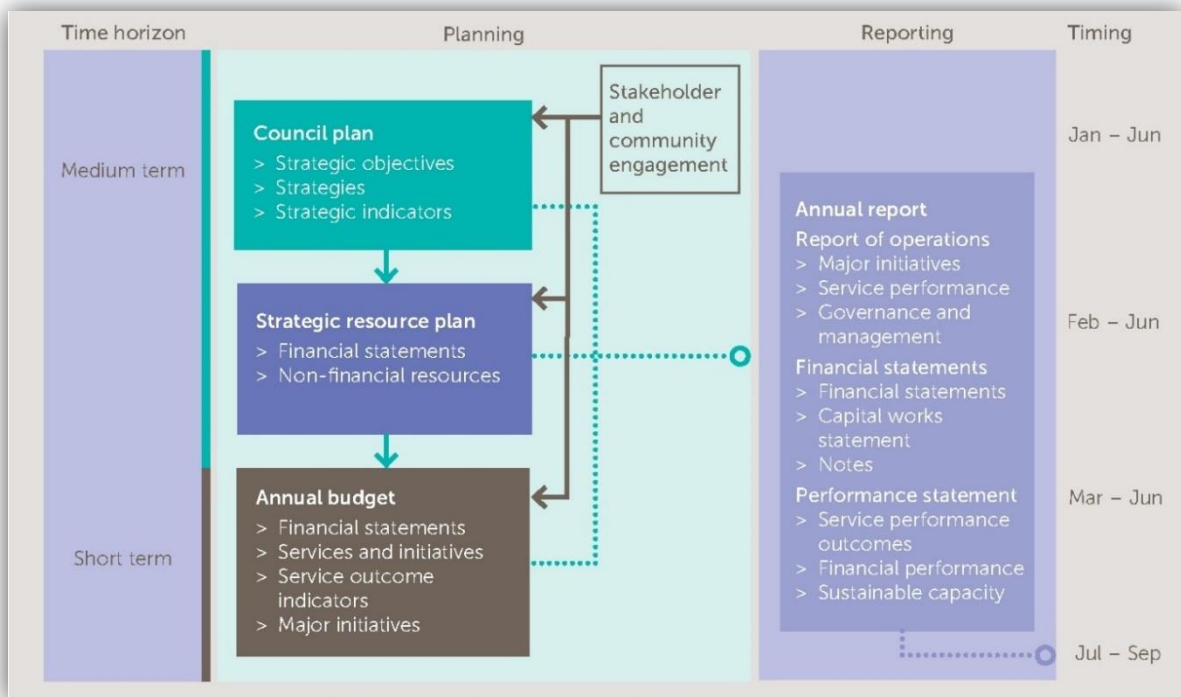 Time horizon
Planning
Reporting
Timing
Medium term
Short term
Council plan
> Strategic objectives
> Strategies
> Strategic indicators
Strategic resource plan
> Financial statements
> Non-financial resources
Annual budget
> Financial statements
> Services and initiatives
> Service outcome
indicators
> Major initiatives
Stakeholder
and
community
engagement
Annual report
Report of operations
> Major initiatives
> Service performance
> Governance and
management
Financial statements
> Financial statements
> Capital works
statement
> Notes
Performance statement
> Service performance
outcomes
> Financial performance
> Sustainable capacity
Jan – Jun
Feb – Jun
Mar – Jun
Jul – Sep